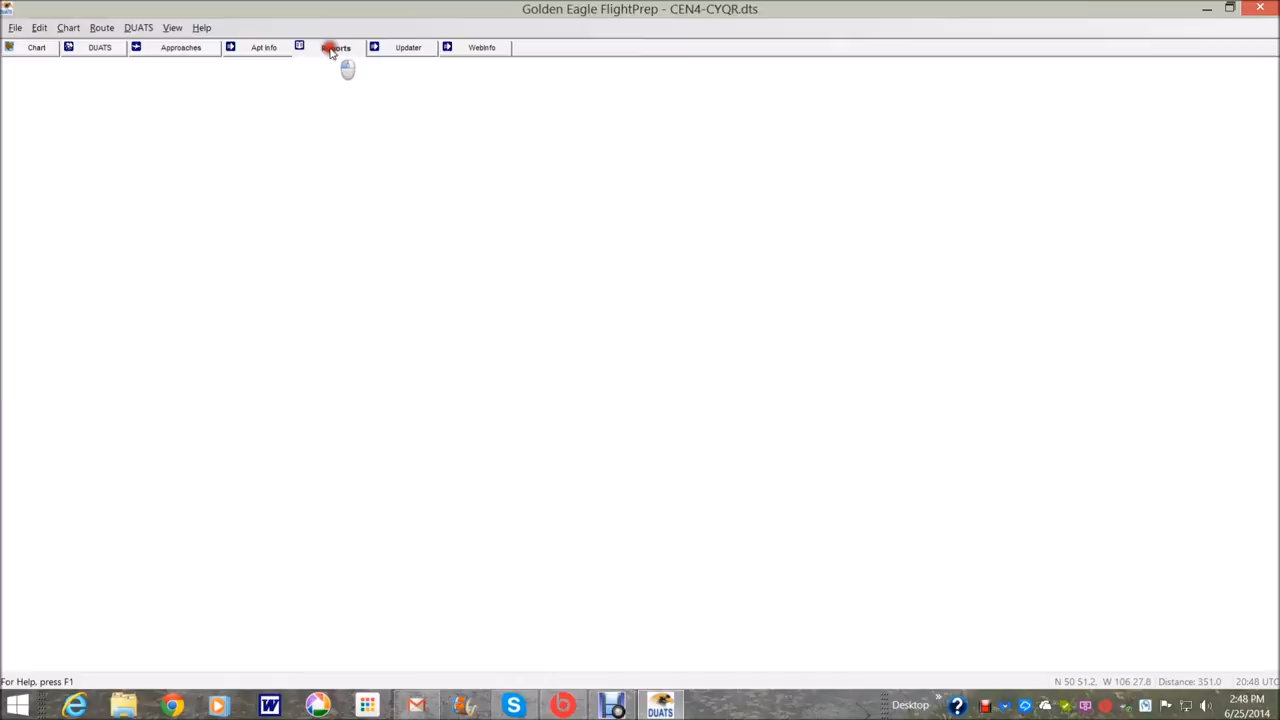 Golden Eagle FlightPrep - CEN4-CYQR.dts
File Edit Chart Route DUATS View Help
Chart DUATS Approaches Apt Info Reports Updater WebInfo
For Help, press F1
N 50 51.2, W 106 27.8 Distance: 351.0 20:48 UTC
Desktop
2:48 PM
6/25/2014
DUATS